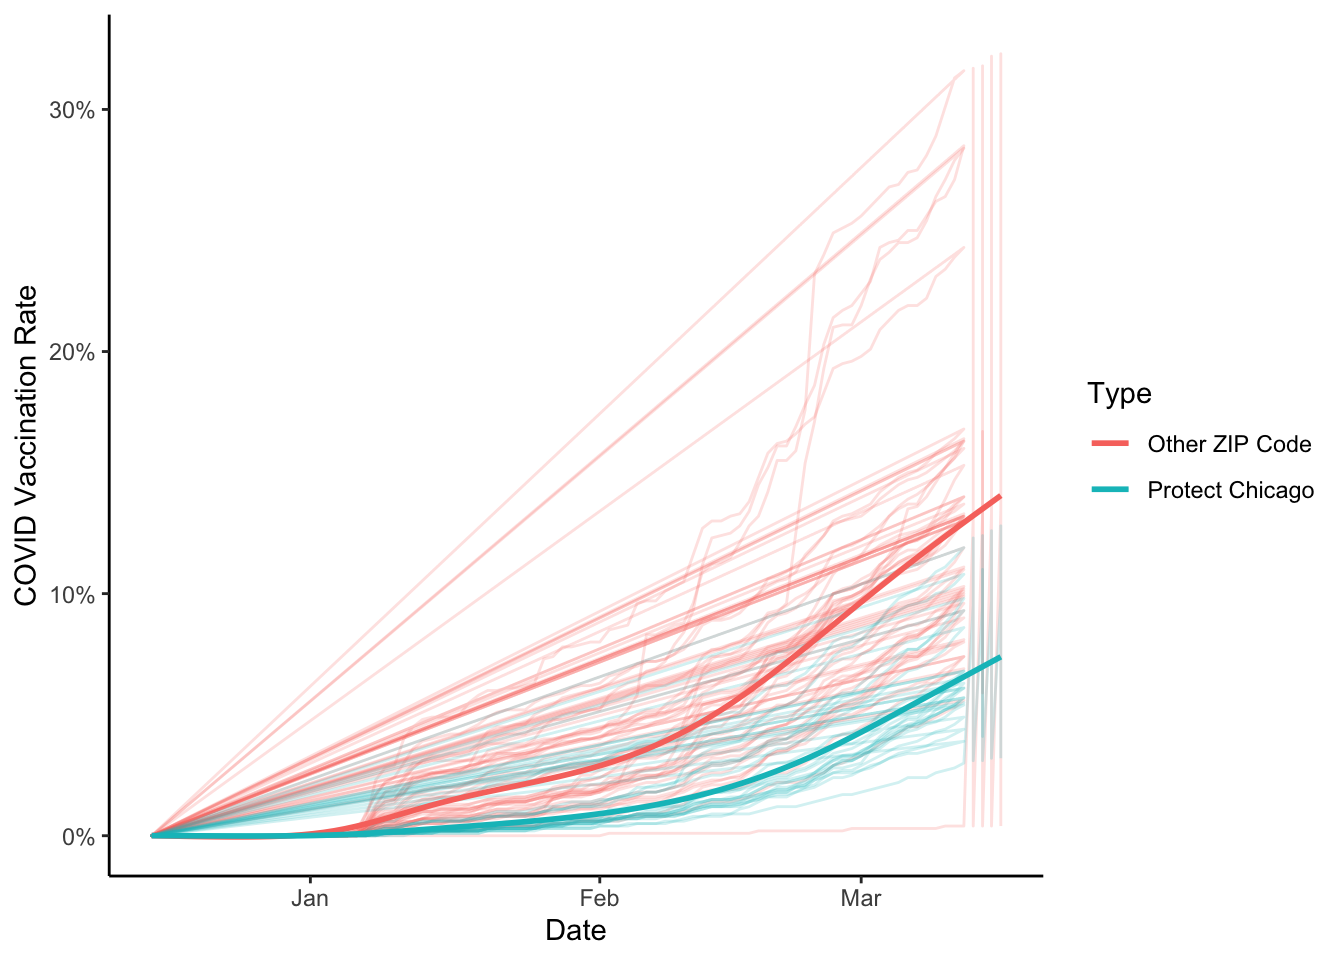 30%
20%
10%
0%
COVID Vaccination Rate
Jan
Feb
Mar
Date
Type
Other ZIP Code
Protect Chicago